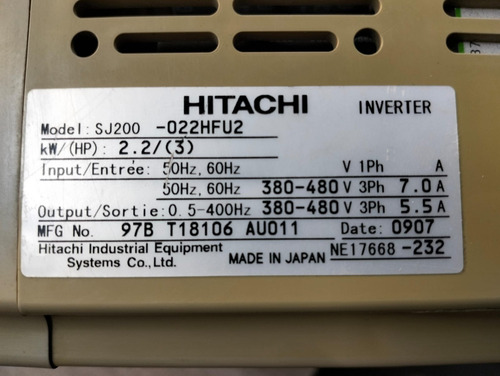 HITACHI INVERTER
Model: SJ200 -022HFU2
kW/(HP): 2.2/(3)
Input/Entrée: 50Hz, 60Hz V 1Ph A
50Hz, 60Hz 380-480 V 3Ph 7.0 A
Output/Sortie: 0.5-400Hz 380-480 V 3Ph 5.5 A
MFG No. 97B T18106 AU011 Date: 0907
Hitachi Industrial Equipment
Systems Co., Ltd. MADE IN JAPAN NE17668 -232